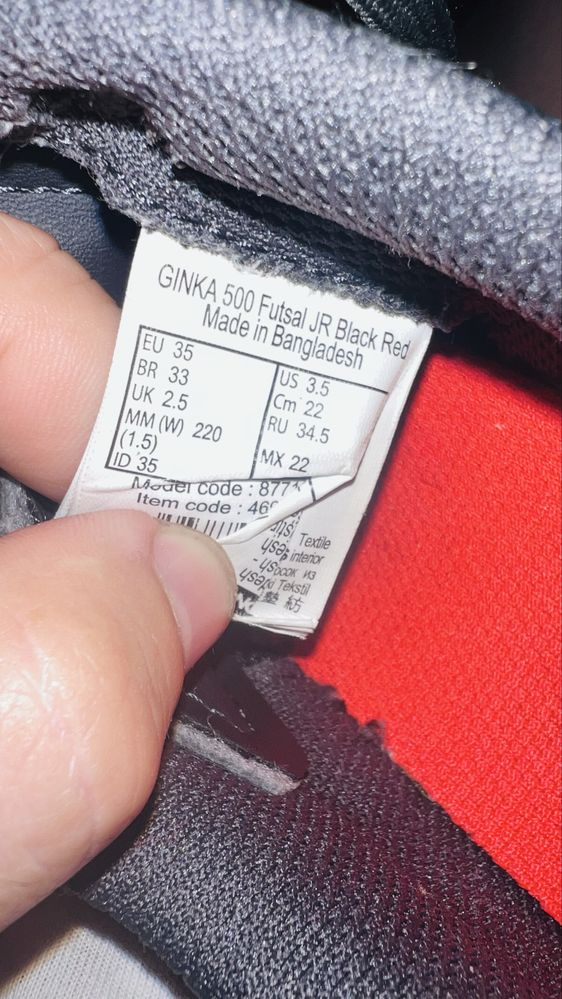 GINKA 500 Futsal JR Black Red
Made in Bangladesh
EU 35
BR 33
UK 2.5
MM (W) 220
(1.5)
ID 35
US 3.5
Cm 22
RU 34.5
MX 22
Model code : 877
Item code : 46
Textile
interior
из
Tekstil
紡